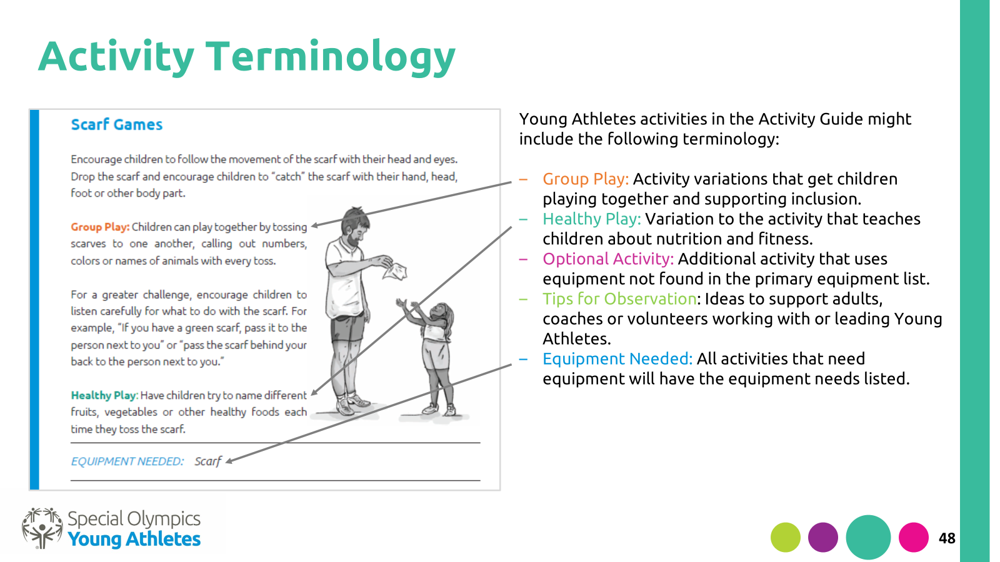 Activity Terminology
Scarf Games
Encourage children to follow the movement of the scarf with their head and eyes.
Drop the scarf and encourage children to “catch” the scarf with their hand, head,
foot or other body part.
Group Play: Children can play together by tossing
scarves to one another, calling out numbers,
colors or names of animals with every toss.
For a greater challenge, encourage children to
listen carefully for what to do with the scarf. For
example, “If you have a green scarf, pass it to the
person next to you” or “pass the scarf behind your
back to the person next to you.”
Healthy Play: Have children try to name different
fruits, vegetables or other healthy foods each
time they toss the scarf.
EQUIPMENT NEEDED: Scarf
Young Athletes activities in the Activity Guide might
include the following terminology:
– Group Play: Activity variations that get children
playing together and supporting inclusion.
– Healthy Play: Variation to the activity that teaches
children about nutrition and fitness.
– Optional Activity: Additional activity that uses
equipment not found in the primary equipment list.
– Tips for Observation: Ideas to support adults,
coaches or volunteers working with or leading Young
Athletes.
– Equipment Needed: All activities that need
equipment will have the equipment needs listed.
Special Olympics
Young Athletes
48